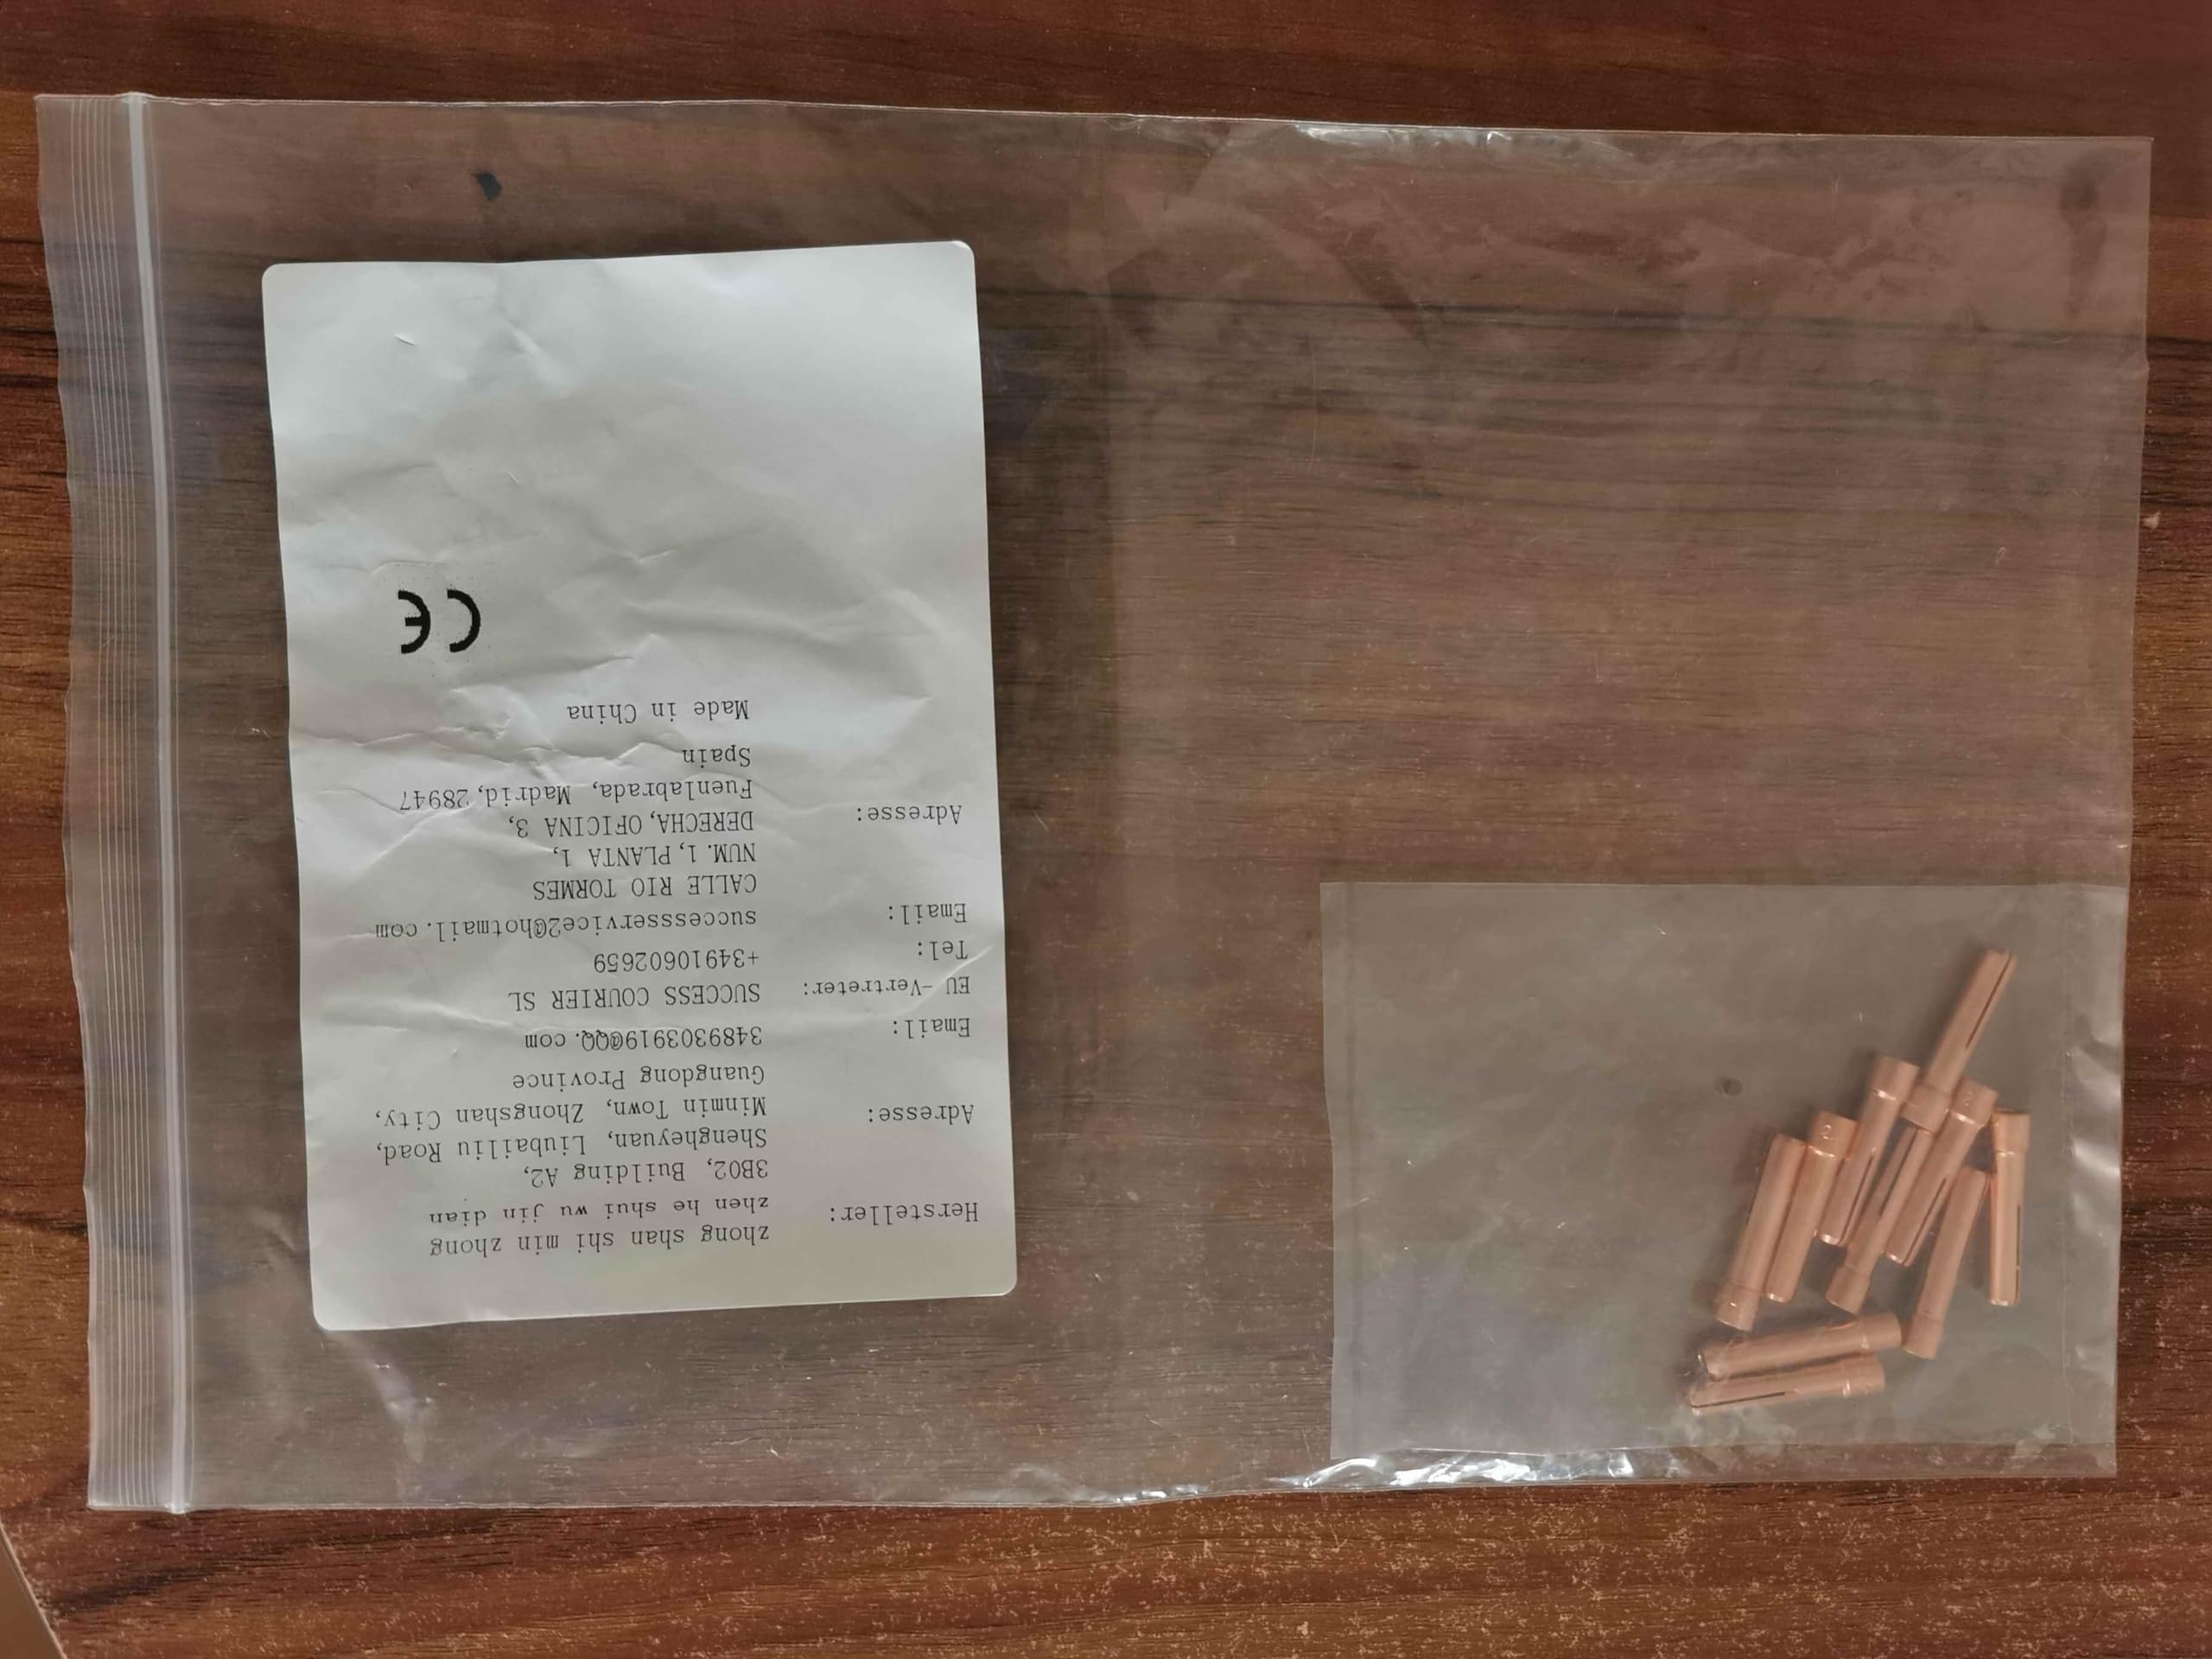 Hersteller: zhong shan shi min zhong
zhen he shui wu jin dian
Adresse: 3B02, Building A2,
Shengheyuan, Liubailiu Road,
Minmin Town, Zhongshan City,
Guangdong Province
Email: 3489303919@QQ.com
EU -Vertreter: SUCCESS COURIER SL
Tel: +34910602659
Email: successservice2@hotmail.com
Adresse: CALLE RIO TORMES
NUM. 1, PLANTA 1,
DERECHA, OFICINA 3,
Fuenlabrada, Madrid, 28947
Spain
Made in China
CE
2